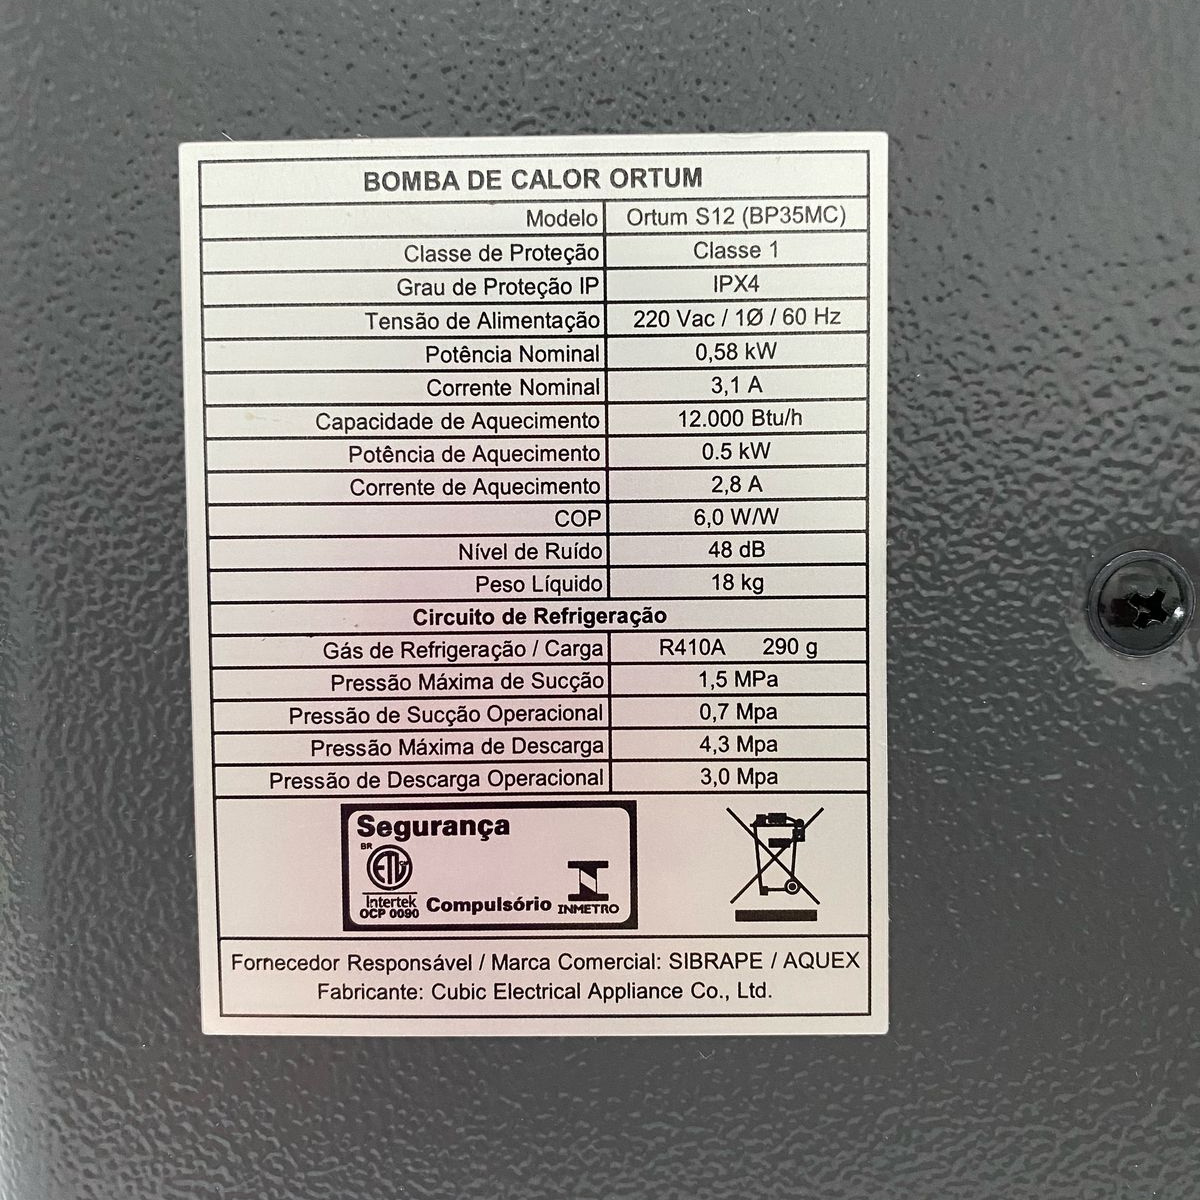 BOMBA DE CALOR ORTUM
Modelo Ortum S12 (BP35MC)
Classe de Proteção Classe 1
Grau de Proteção IP IPX4
Tensão de Alimentação 220 Vac / 1Ø / 60 Hz
Potência Nominal 0,58 kW
Corrente Nominal 3,1 A
Capacidade de Aquecimento 12.000 Btu/h
Potência de Aquecimento 0.5 kW
Corrente de Aquecimento 2,8 A
COP 6,0 W/W
Nível de Ruído 48 dB
Peso Líquido 18 kg
Circuito de Refrigeração
Gás de Refrigeração / Carga R410A 290 g
Pressão Máxima de Sucção 1,5 MPa
Pressão de Sucção Operacional 0,7 Mpa
Pressão Máxima de Descarga 4,3 Mpa
Pressão de Descarga Operacional 3,0 Mpa
Segurança
BR
ETL
Intertek
OCP 0090
Compulsório
INMETRO
Fornecedor Responsável / Marca Comercial: SIBRAPE / AQUEX
Fabricante: Cubic Electrical Appliance Co., Ltd.